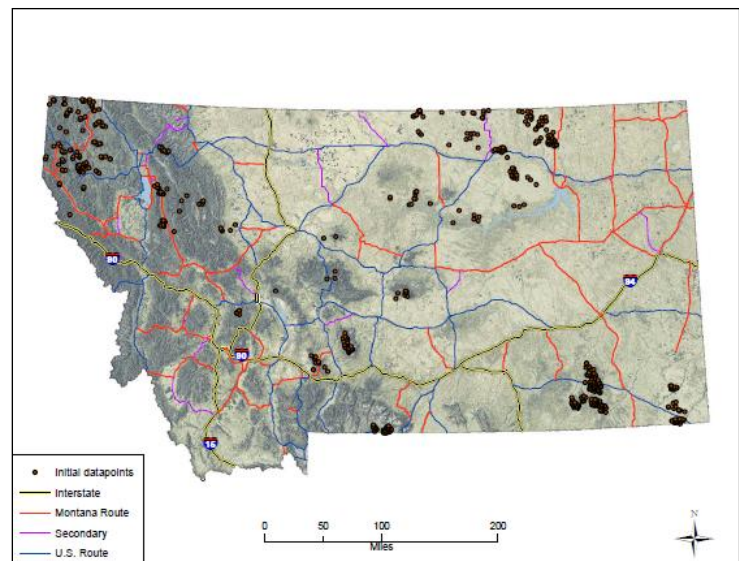 90
94
90
15
Initial datapoints
Interstate
Montana Route
Secondary
U.S. Route
0 50 100 200
Miles
N